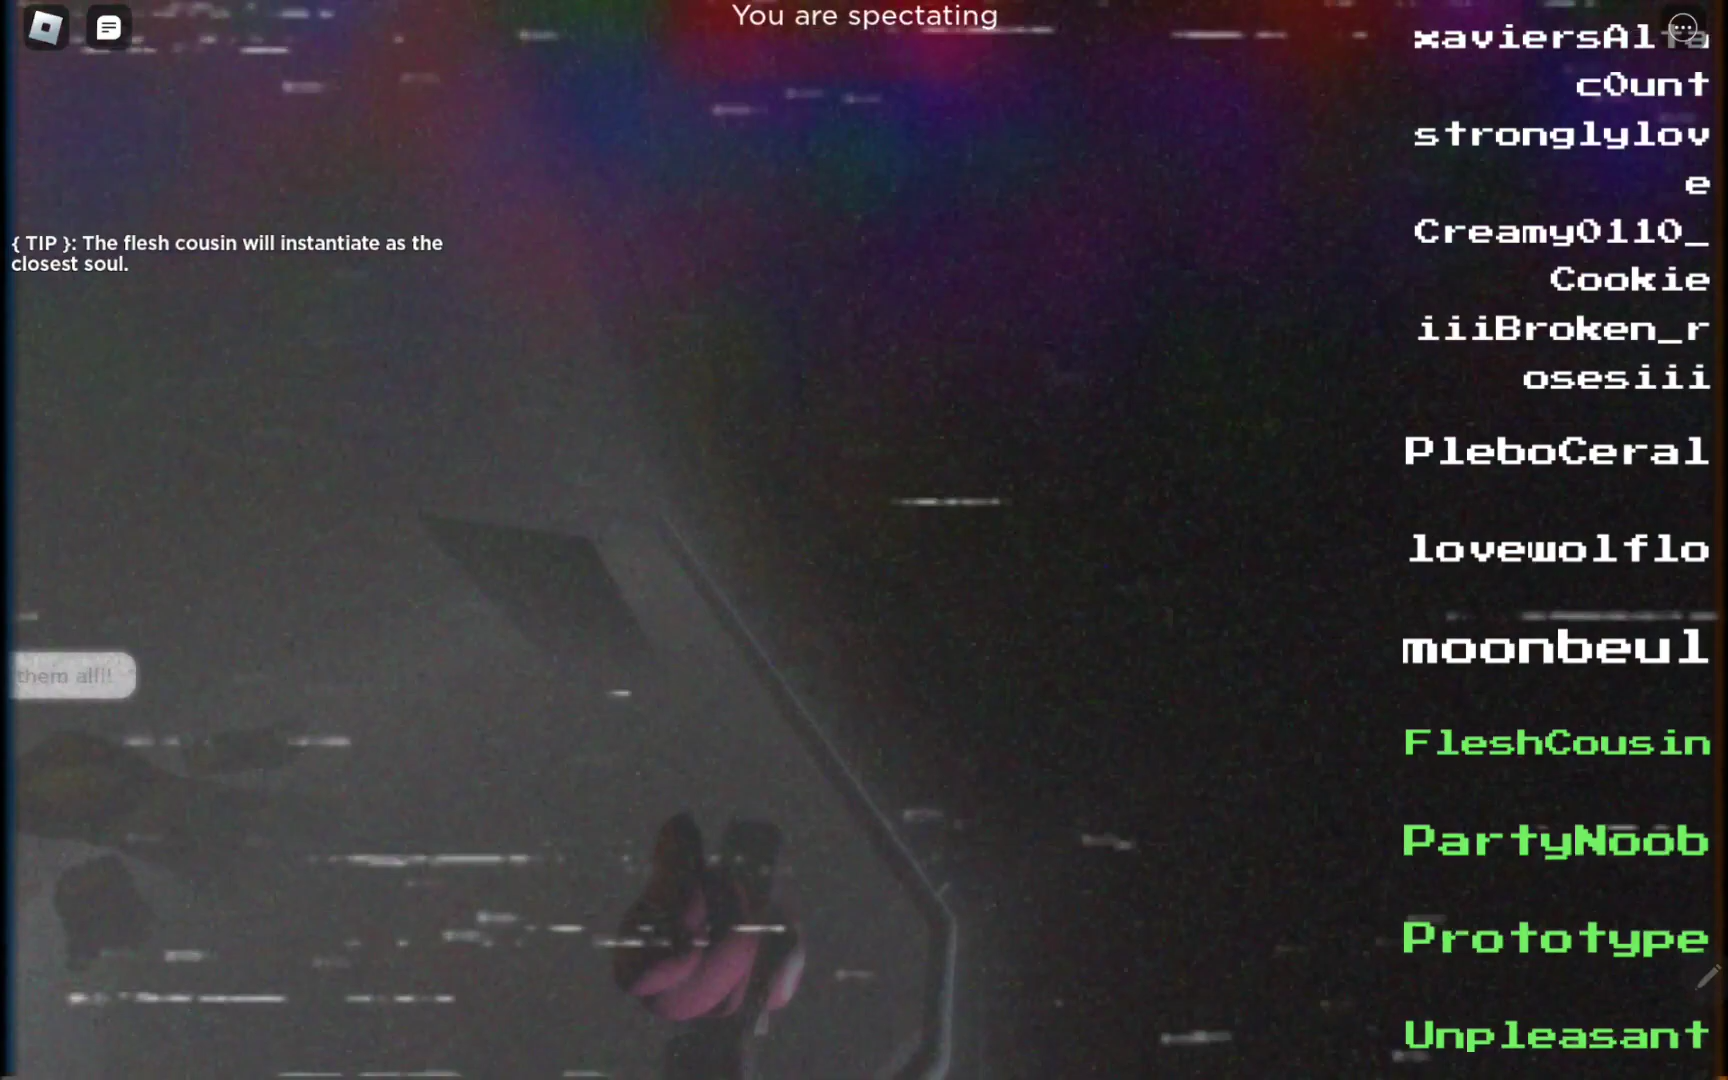 You are spectating
xaviersAl
c0unt
stronglylov
e
Creamy0110_
Cookie
iiiBroken_r
osesiii
{ TIP }: The flesh cousin will instantiate as the
closest soul.
PleboCeral
lovewolflo
moonbeul
them all!!
FleshCousin
PartyNoob
Prototype
Unpleasant